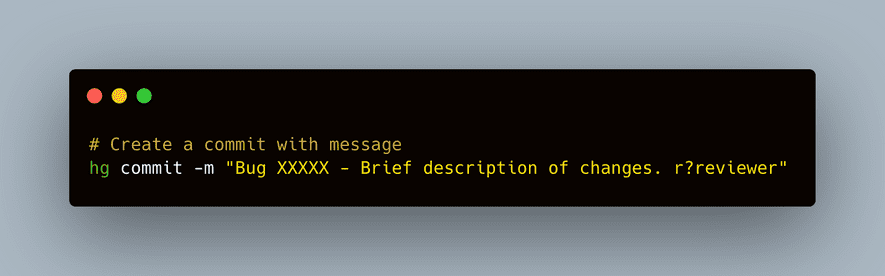 # Create a commit with message
hg commit -m "Bug XXXXX - Brief description of changes. r?reviewer"